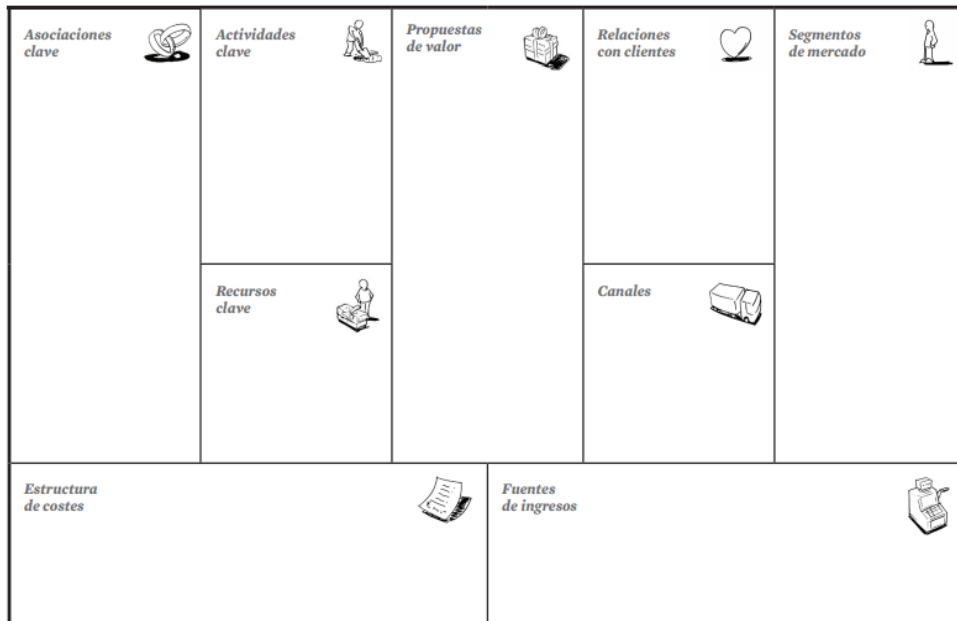 Asociaciones
clave
Actividades
clave
Propuestas
de valor
Relaciones
con clientes
Segmentos
de mercado
Recursos
clave
Canales
Estructura
de costes
Fuentes
de ingresos